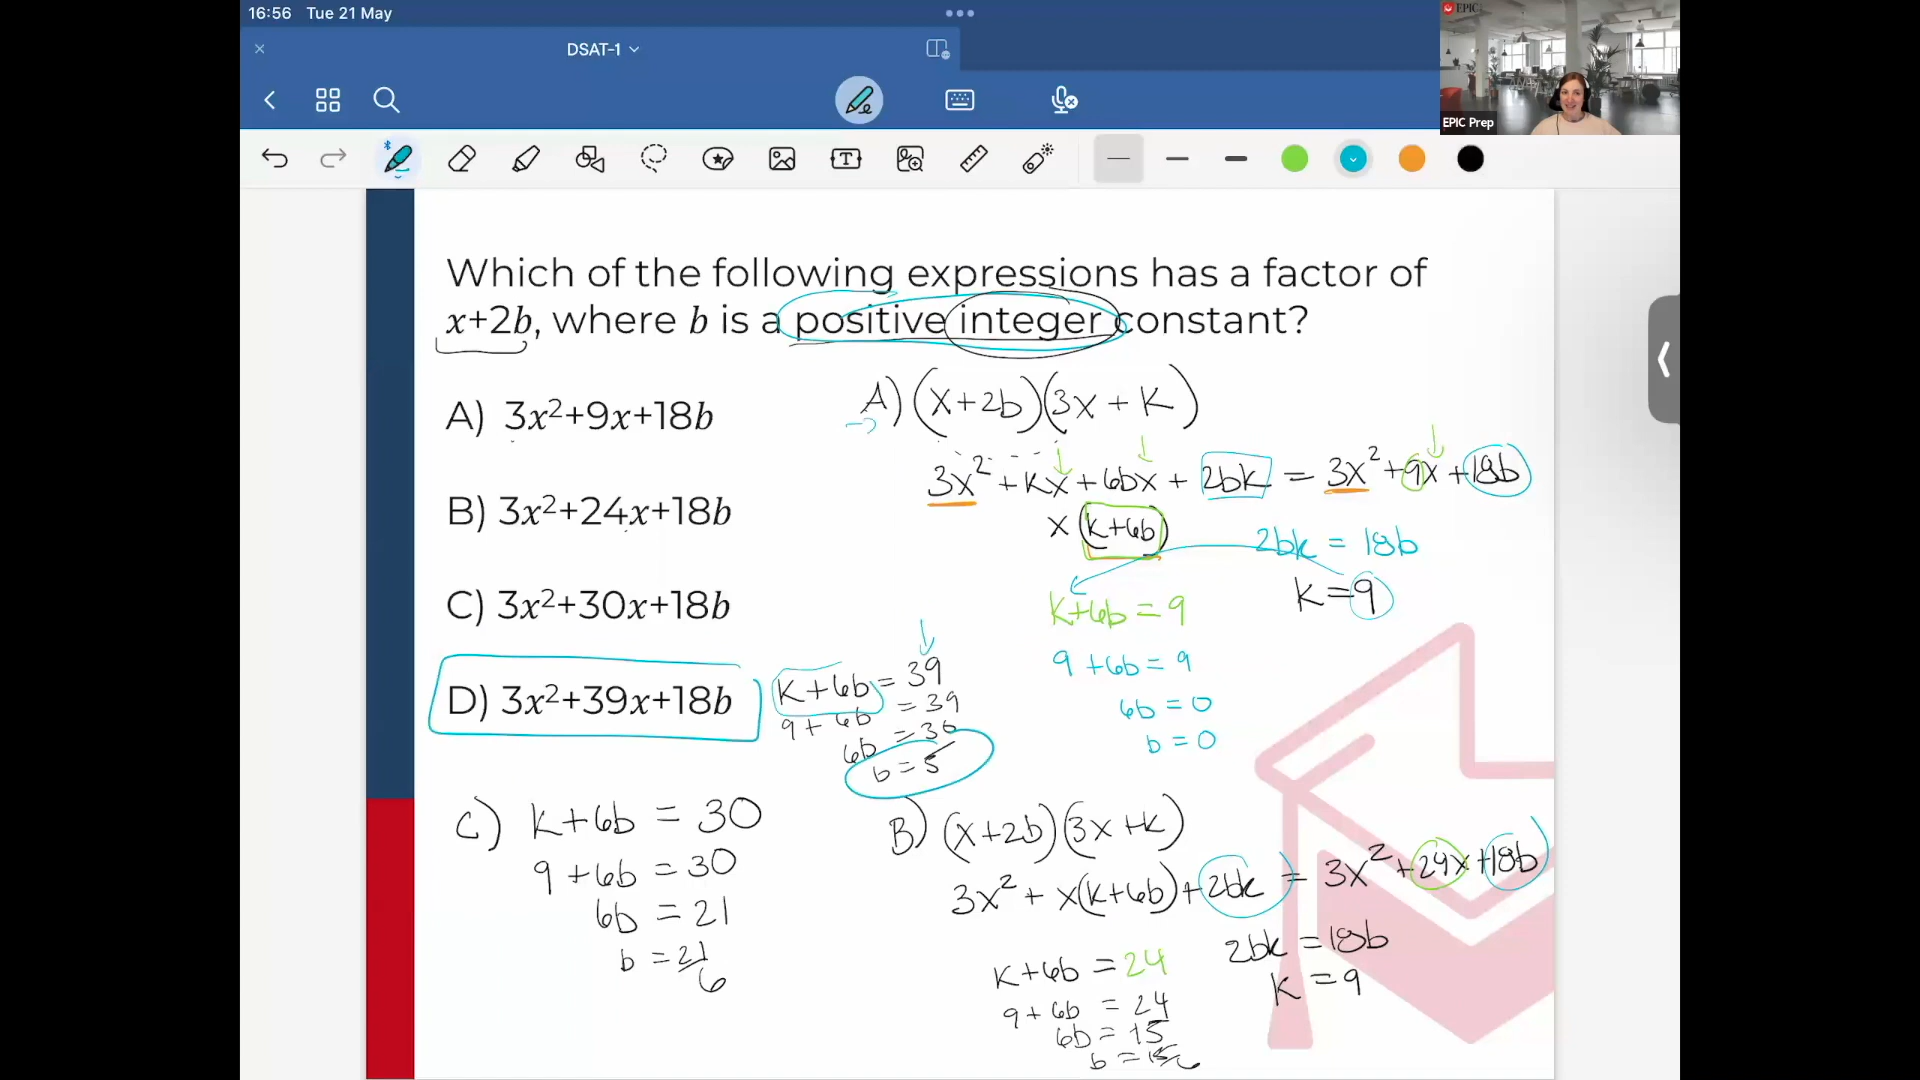 16:56 Tue 21 May
EPIC
DSAT-1
EPIC Prep
Which of the following expressions has a factor of
x+2b, where b is a positive integer constant?
A) 3x²+9x+18b
B) 3x²+24x+18b
C) 3x²+30x+18b
D) 3x²+39x+18b
A) (x+2b)(3x+k)
3x²+kx+6bx+2bk = 3x²+9x+18b
x(k+6b)
2bk = 18b
k=9
k+6b=9
9+6b=9
6b=0
b=0
k+6b=39
9+6b=39
6b=30
b=5
C) k+6b = 30
9+6b=30
6b=21
b=21/6
B) (x+2b)(3x+k)
3x²+x(k+6b)+2bk = 3x²+24x+18b
2bk=18b
k=9
k+6b=24
9+6b=24
6b=15
b=15/6